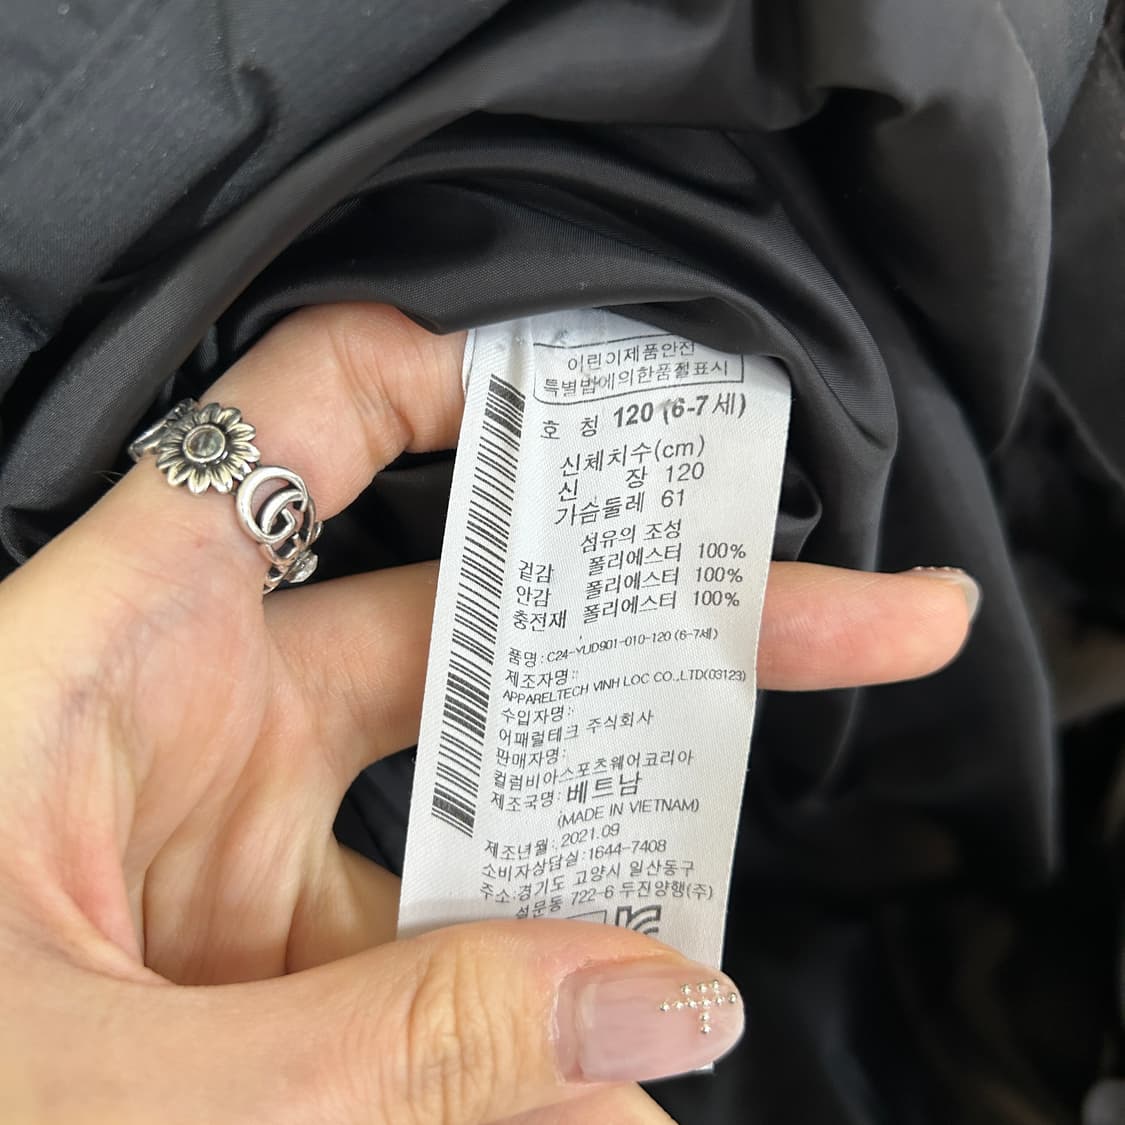 어린이제품안전
특별법에의한품질표시
호 칭 120 (6-7세)
신체치수(cm)
신 장 120
가슴둘레 61
섬유의 조성
겉감 폴리에스터 100%
안감 폴리에스터 100%
충전재 폴리에스터 100%
품명 : C24-YUD901-010-120 (6-7세)
제조자명 :
APPARELTECH VINH LOC CO.,LTD(03123)
수입자명 :
어패럴테크 주식회사
판매자명 :
컬럼비아스포츠웨어코리아
제조국명 : 베트남
(MADE IN VIETNAM)
제조년월 : 2021.09
소비자상담실 : 1644-7408
주소 : 경기도 고양시 일산동구
설문동 722-6 두진양행(주)